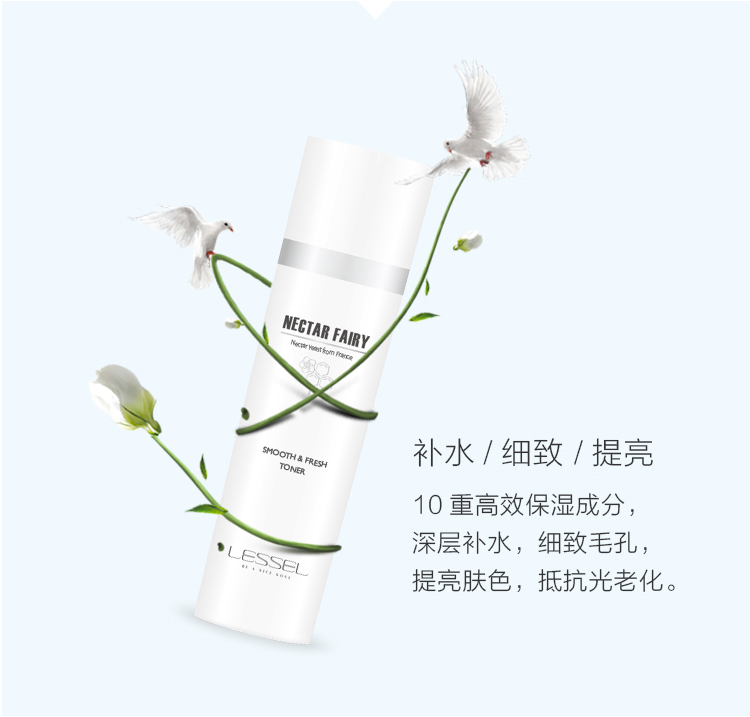 NECTAR FAIRY
Nectar Yeast from France
SMOOTH & FRESH
TONER
LESSEL
补水 / 细致 / 提亮
10 重高效保湿成分，
深层补水，细致毛孔，
提亮肤色，抵抗光老化。